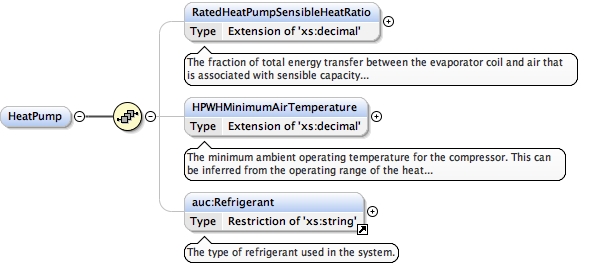 RatedHeatPumpSensibleHeatRatio
Type Extension of 'xs:decimal'
The fraction of total energy transfer between the evaporator coil and air that
is associated with sensible capacity...
HeatPump
HPWHMinimumAirTemperature
Type Extension of 'xs:decimal'
The minimum ambient operating temperature for the compressor. This can
be inferred from the operating range of the heat...
auc:Refrigerant
Type Restriction of 'xs:string'
The type of refrigerant used in the system.